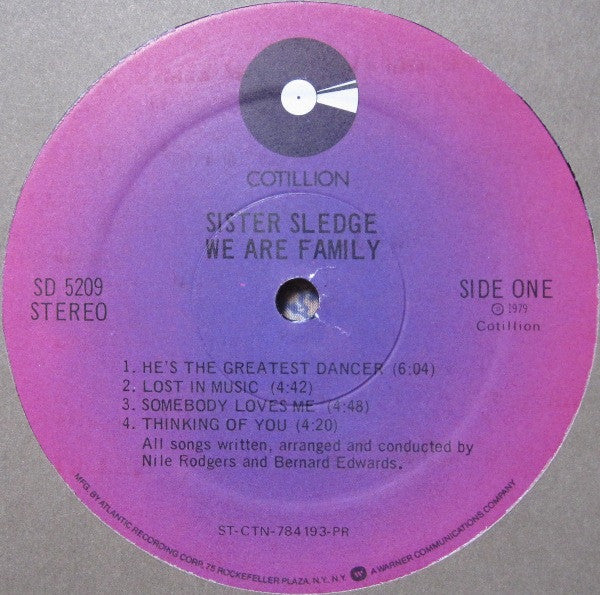 COTILLION
SISTER SLEDGE
WE ARE FAMILY
SD 5209
STEREO
SIDE ONE
℗ 1979
Cotillion
1. HE'S THE GREATEST DANCER (6:04)
2. LOST IN MUSIC (4:42)
3. SOMEBODY LOVES ME (4:48)
4. THINKING OF YOU (4:20)
All songs written, arranged and conducted by
Nile Rodgers and Bernard Edwards.
ST-CTN-784193-PR
MFG. BY ATLANTIC RECORDING CORP. 75 ROCKEFELLER PLAZA, N.Y. N.Y. A WARNER COMMUNICATIONS COMPANY